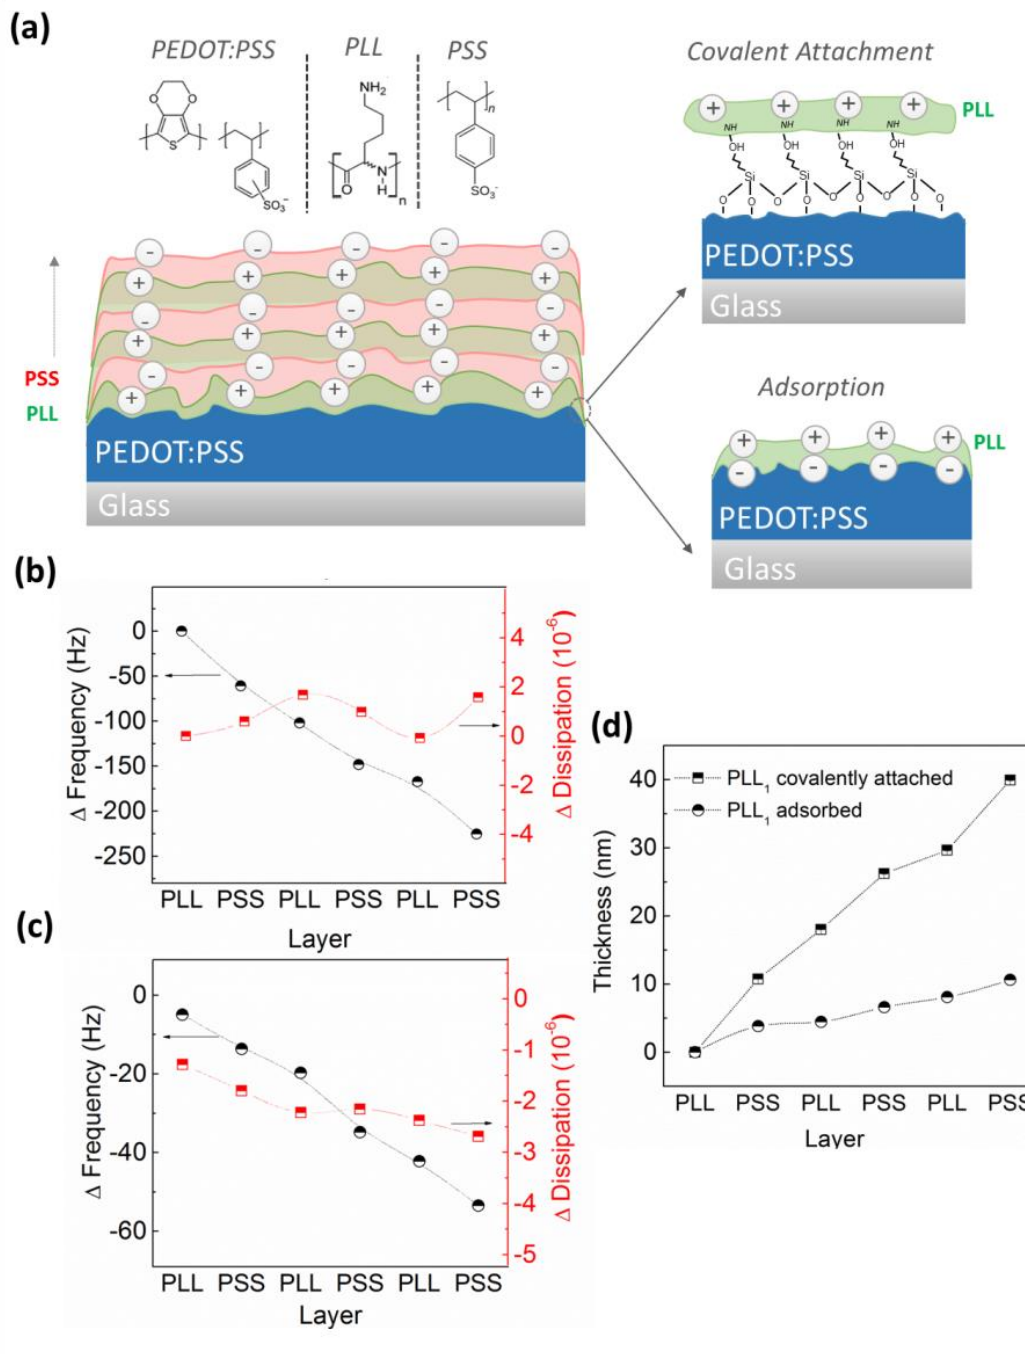 (a)
PEDOT:PSS
PLL
PSS
Covalent Attachment
O O
S
SO₃⁻
NH₂
O
N
H
n
n
SO₃⁻
+ + + +
PLL
NH NH NH NH
OH OH OH OH
Si Si Si Si
O O O O O O O O
PEDOT:PSS
Glass
- - - - -
+ + + + +
- - - - -
+ + + + +
- - - - -
+ + + + +
PSS
PLL
PEDOT:PSS
Glass
Adsorption
+ + + +
PLL
- - - -
PEDOT:PSS
Glass
(b)
Δ Frequency (Hz)
0
-50
-100
-150
-200
-250
4
2
0
-2
-4
Δ Dissipation (10⁻⁶)
PLL PSS PLL PSS PLL PSS
Layer
(c)
Δ Frequency (Hz)
0
-20
-40
-60
0
-1
-2
-3
-4
-5
Δ Dissipation (10⁻⁶)
PLL PSS PLL PSS PLL PSS
Layer
(d)
Thickness (nm)
40
30
20
10
0
PLL₁ covalently attached
PLL₁ adsorbed
PLL PSS PLL PSS PLL PSS
Layer